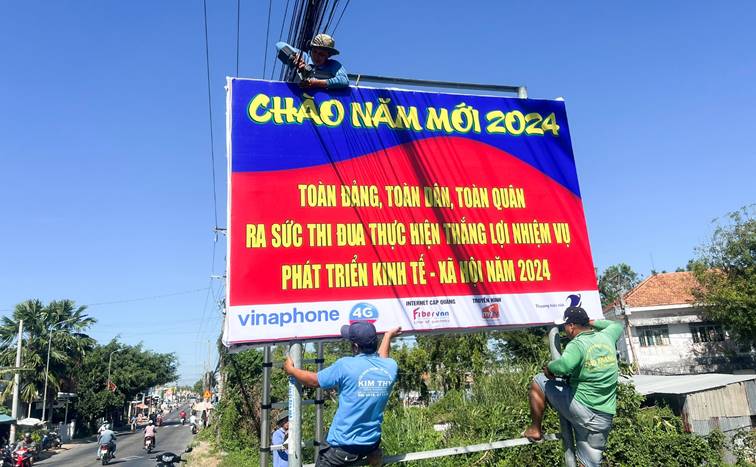 CHÀO NĂM MỚI 2024
TOÀN ĐẢNG, TOÀN DÂN, TOÀN QUÂN
RA SỨC THI ĐUA THỰC HIỆN THẮNG LỢI NHIỆM VỤ
PHÁT TRIỂN KINH TẾ - XÃ HỘI NĂM 2024
vinaphone 4G
INTERNET CÁP QUANG
Fibervnn
TRUYỀN HÌNH
KIM THY